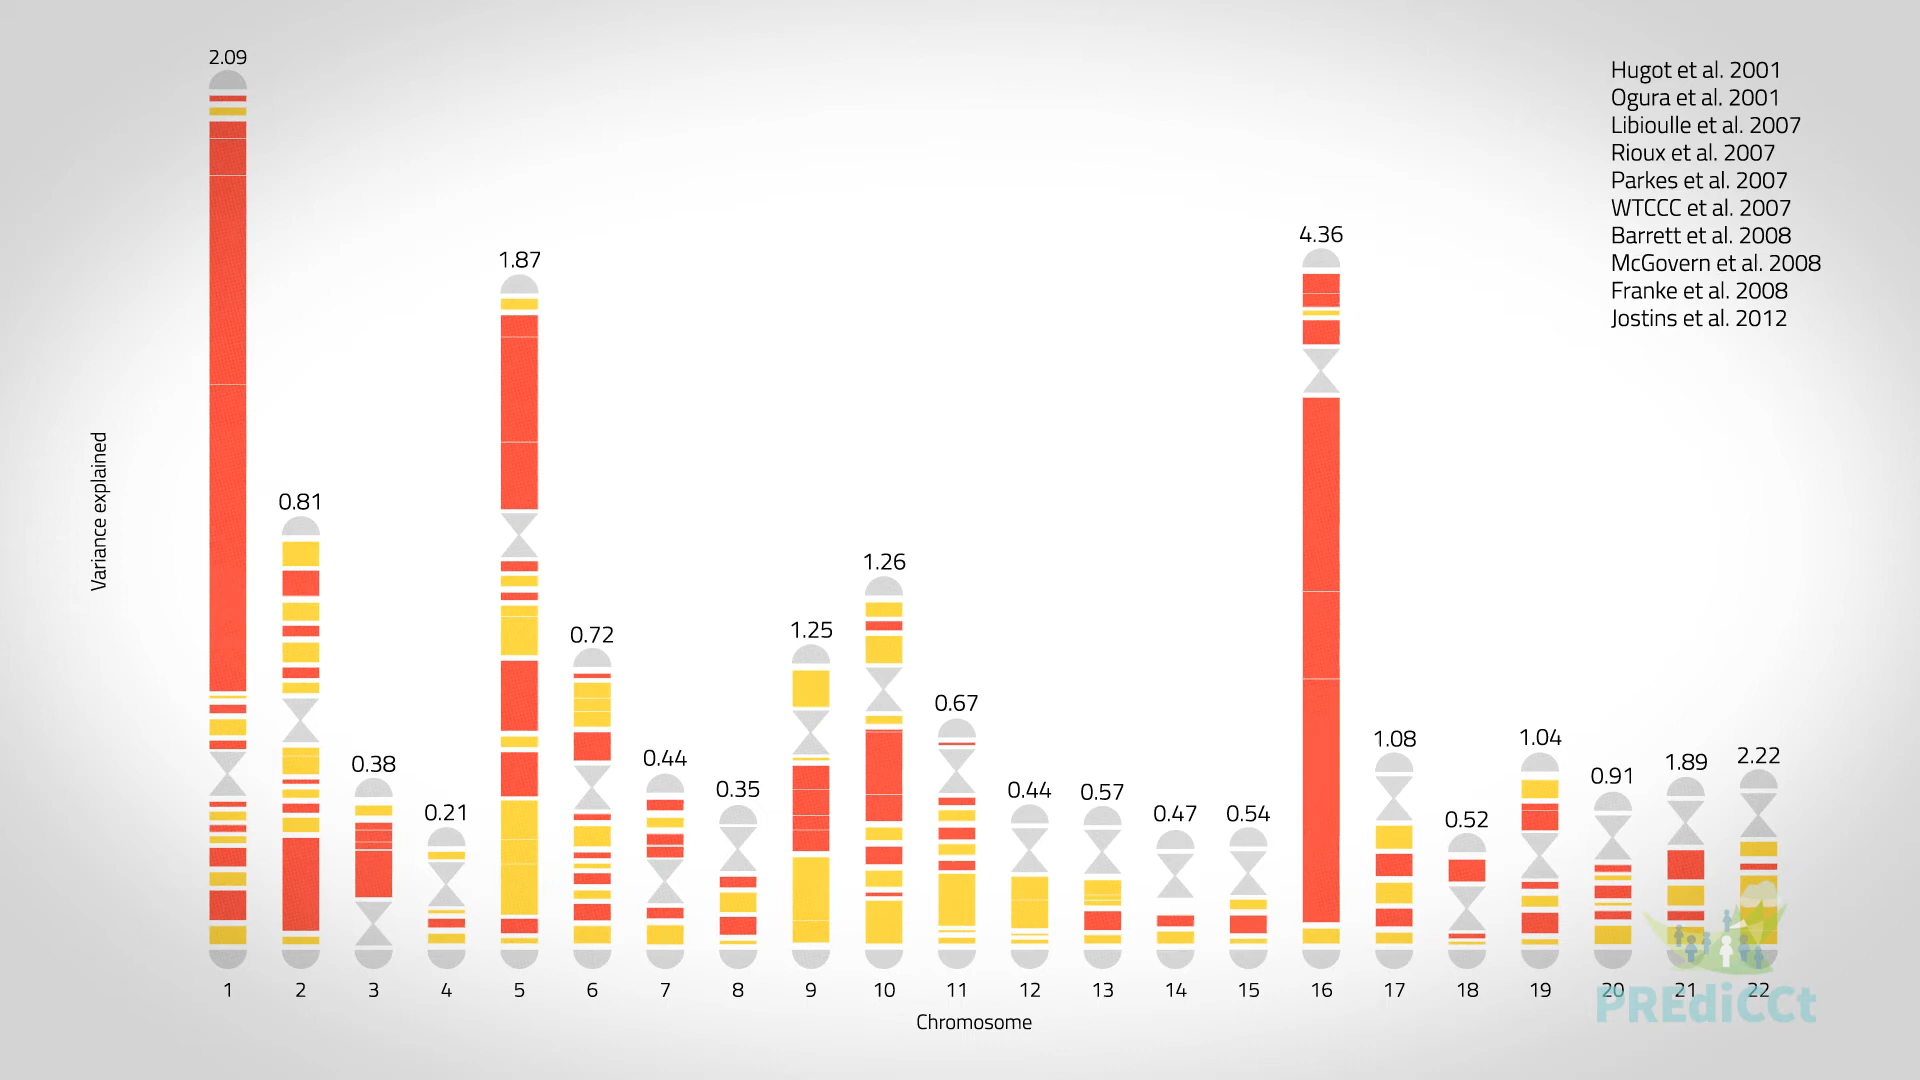 2.09
0.81
0.38
0.21
1.87
0.72
0.44
0.35
1.25
1.26
0.67
0.44
0.57
0.47
0.54
4.36
1.08
0.52
1.04
0.91
1.89
2.22
Hugot et al. 2001
Ogura et al. 2001
Libioulle et al. 2007
Rioux et al. 2007
Parkes et al. 2007
WTCCC et al. 2007
Barrett et al. 2008
McGovern et al. 2008
Franke et al. 2008
Jostins et al. 2012
Variance explained
1 2 3 4 5 6 7 8 9 10 11 12 13 14 15 16 17 18 19 20 21 22
Chromosome
PREdiCCt